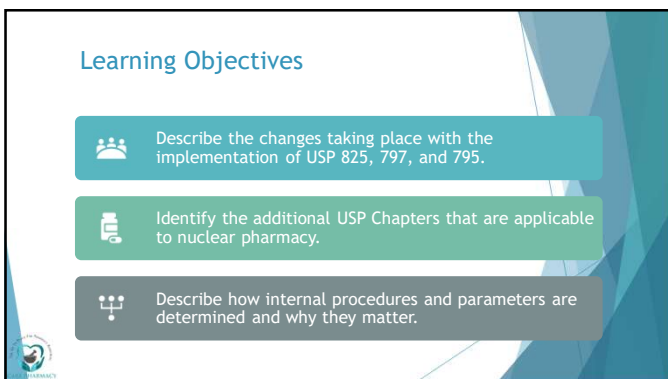 Learning Objectives
Describe the changes taking place with the
implementation of USP 825, 797, and 795.
Identify the additional USP Chapters that are applicable
to nuclear pharmacy.
Describe how internal procedures and parameters are
determined and why they matter.
PHARMACY